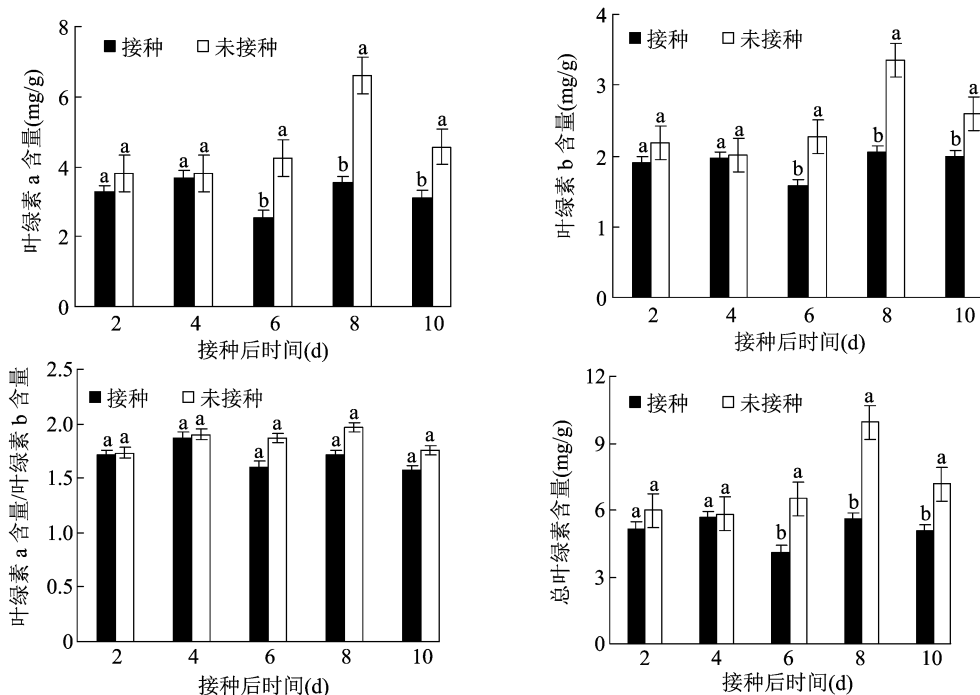 8
■接种 □未接种
a
6
叶绿素 a 含量(mg/g)
4
a a
a a
a
b
b
a
b
2
0
2 4 6 8 10
接种后时间(d)
4
■接种 □未接种
a
3
叶绿素 b 含量(mg/g)
2
a a
a a
a
b
b
a
b
1
0
2 4 6 8 10
接种后时间(d)
2.5
■接种 □未接种
2.0
叶绿素 a 含量/叶绿素 b 含量
a a
a a
a a
a a
a a
1.5
1.0
0.5
0
2 4 6 8 10
接种后时间(d)
12
■接种 □未接种
a
9
总叶绿素含量(mg/g)
a a
a a
b a
b
b a
6
3
0
2 4 6 8 10
接种后时间(d)